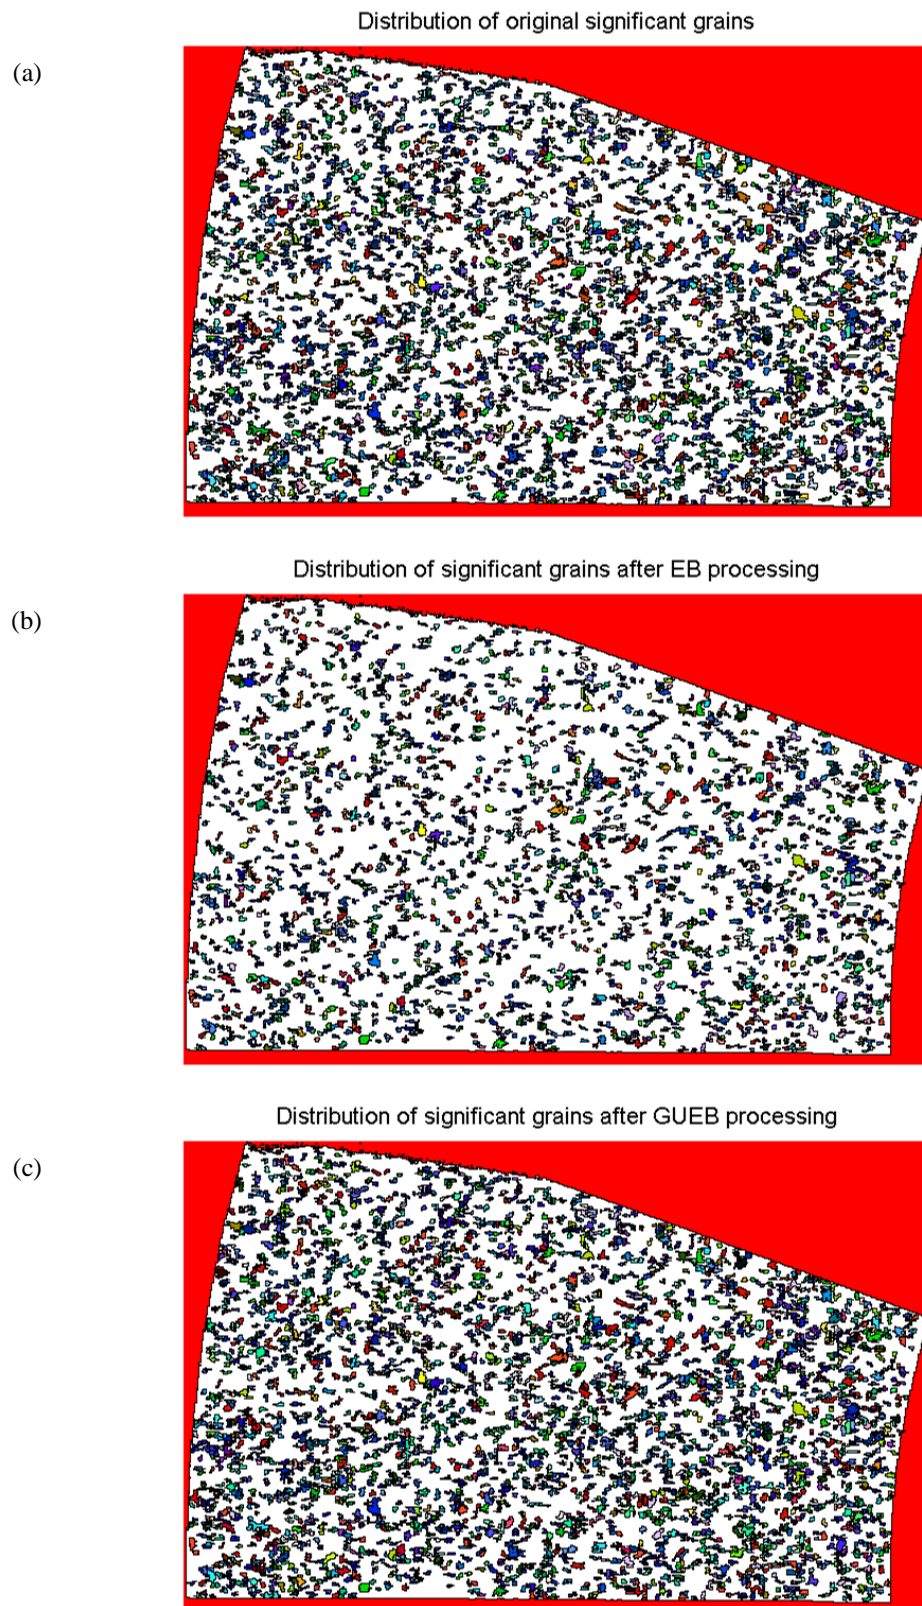 Distribution of original significant grains
(a)
Distribution of significant grains after EB processing
(b)
Distribution of significant grains after GUEB processing
(c)